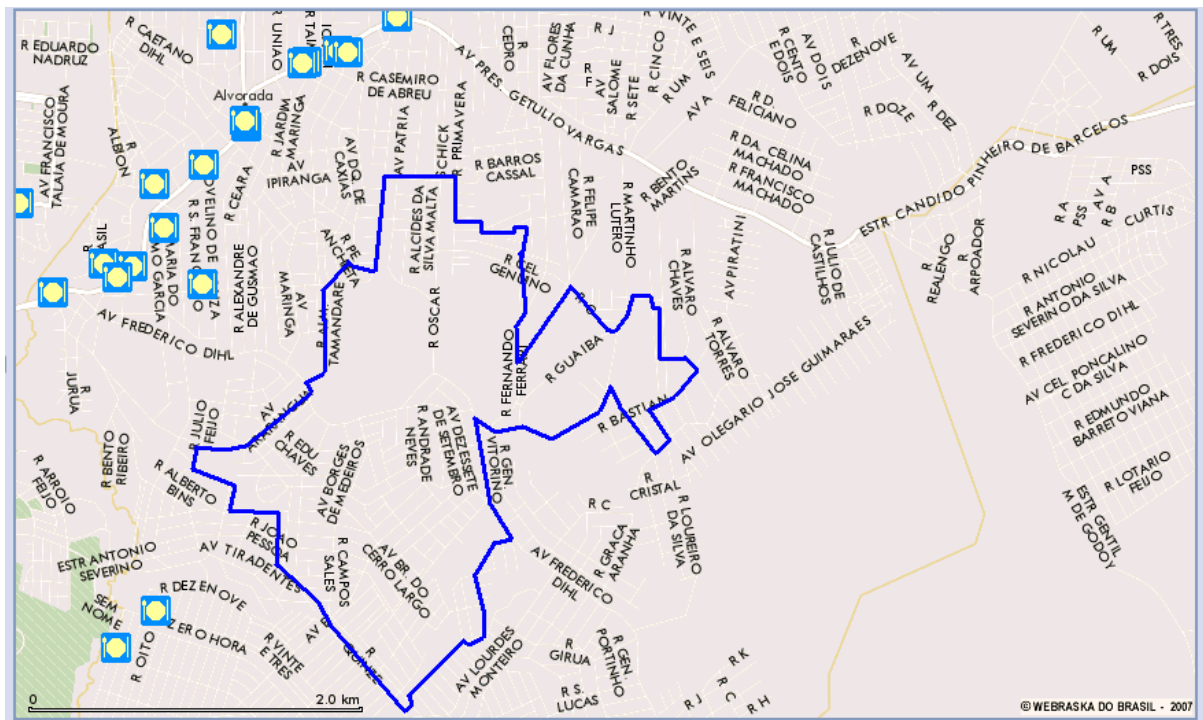 R EDUARDO
NADRUZ
R CAETANO
DIHL
R UNIAO
R CEDRO
AV FLORES
DA CUNHA
R J
R F
AV
SALOME
R SETE
R CINCO
R VINTE E SEIS
R UM
AV A
R CENTO
E DOIS
AV DOIS
R
DEZENOVE
AV UM
R DEZ
R DOZE
R UM
R TRES
R DOIS
AV PRES. GETULIO VARGAS
R CASEMIRO
DE ABREU
Alvorada
AV FRANCISCO
TALAIA DE MOURA
R
ALBION
R JARDIM
MARINGA
AV
IPIRANGA
AV DQ. DE
CAXIAS
AV PATRIA
SCHICK
R PRIMAVERA
R BARROS
CASSAL
R D.
FELICIANO
R DA. CELINA
MACHADO
R FRANCISCO
MACHADO
ESTR CANDIDO PINHEIRO DE BARCELOS
R CEARA
R S. FRANC
R ALEXANDRE
DE GUSMAO
AV
MARINGA
R PE.
ANCHIETA
TAMANDARE
R ALCIDES DA
SILVA MALTA
R OSCAR
R CEL
GENUINO
R FELIPE
CAMARAO
R MARTINHO
LUTERO
R BENTO
MARTINS
R ALVARO
CHAVES
AV PIRATINI
R JULIO DE
CASTILHOS
R
REALENGO
R
ARPOADOR
R A
PSS
AV A
R B
PSS
CURTIS
R NICOLAU
R ANTONIO
SEVERINO DA SILVA
R FREDERICO DIHL
AV CEL PONCALINO
C DA SILVA
R EDMUNDO
BARRETO VIANA
R LOTARIO
FEIJO
ESTR GENTIL
M DE GODOY
AV FREDERICO DIHL
R
JURUA
R JULIO
FEIJO
AV
ARARANGUA
R EDU
CHAVES
R BENTO
RIBEIRO
R ARROIO
FEIJO
R ALBERTO
BINS
AV BORGES
DE MEDEIROS
R ANDRADE
NEVES
AV DEZESSETE
DE SETEMBRO
R GEN.
VITORINO
R FERNANDO
FERRARI
R GUAIBA
R BASTIAN
R ALVARO
TORRES
AV OLEGARIO JOSE GUIMARAES
R
CRISTAL
R C
R GRACA
ARANHA
R LOUREIRO
DA SILVA
R JOAO
PESSOA
AV TIRADENTES
ESTR ANTONIO
SEVERINO
R DEZENOVE
SEM
NOME
R OITO
ZERO HORA
R VINTE
E TRES
R CAMPOS
SALES
AV BR. DO
CERRO LARGO
R
QUINZE
AV FREDERICO
DIHL
AV LOURDES
MONTEIRO
R
GIRUA
R GEN.
PORTINHO
R S.
LUCAS
R J
R C
R K
R H
0 2.0 km
© WEBRASKA DO BRASIL - 2007